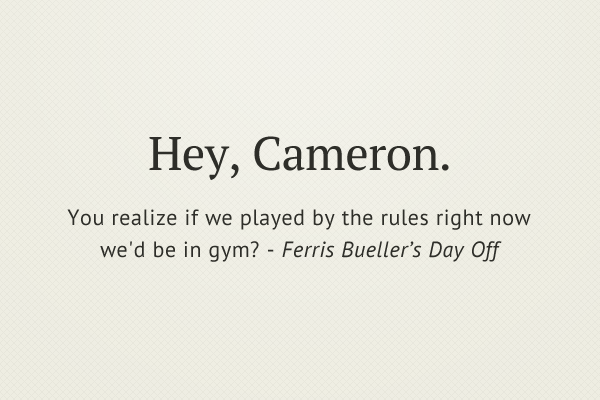 Hey, Cameron.
You realize if we played by the rules right now
we'd be in gym? - Ferris Bueller’s Day Off